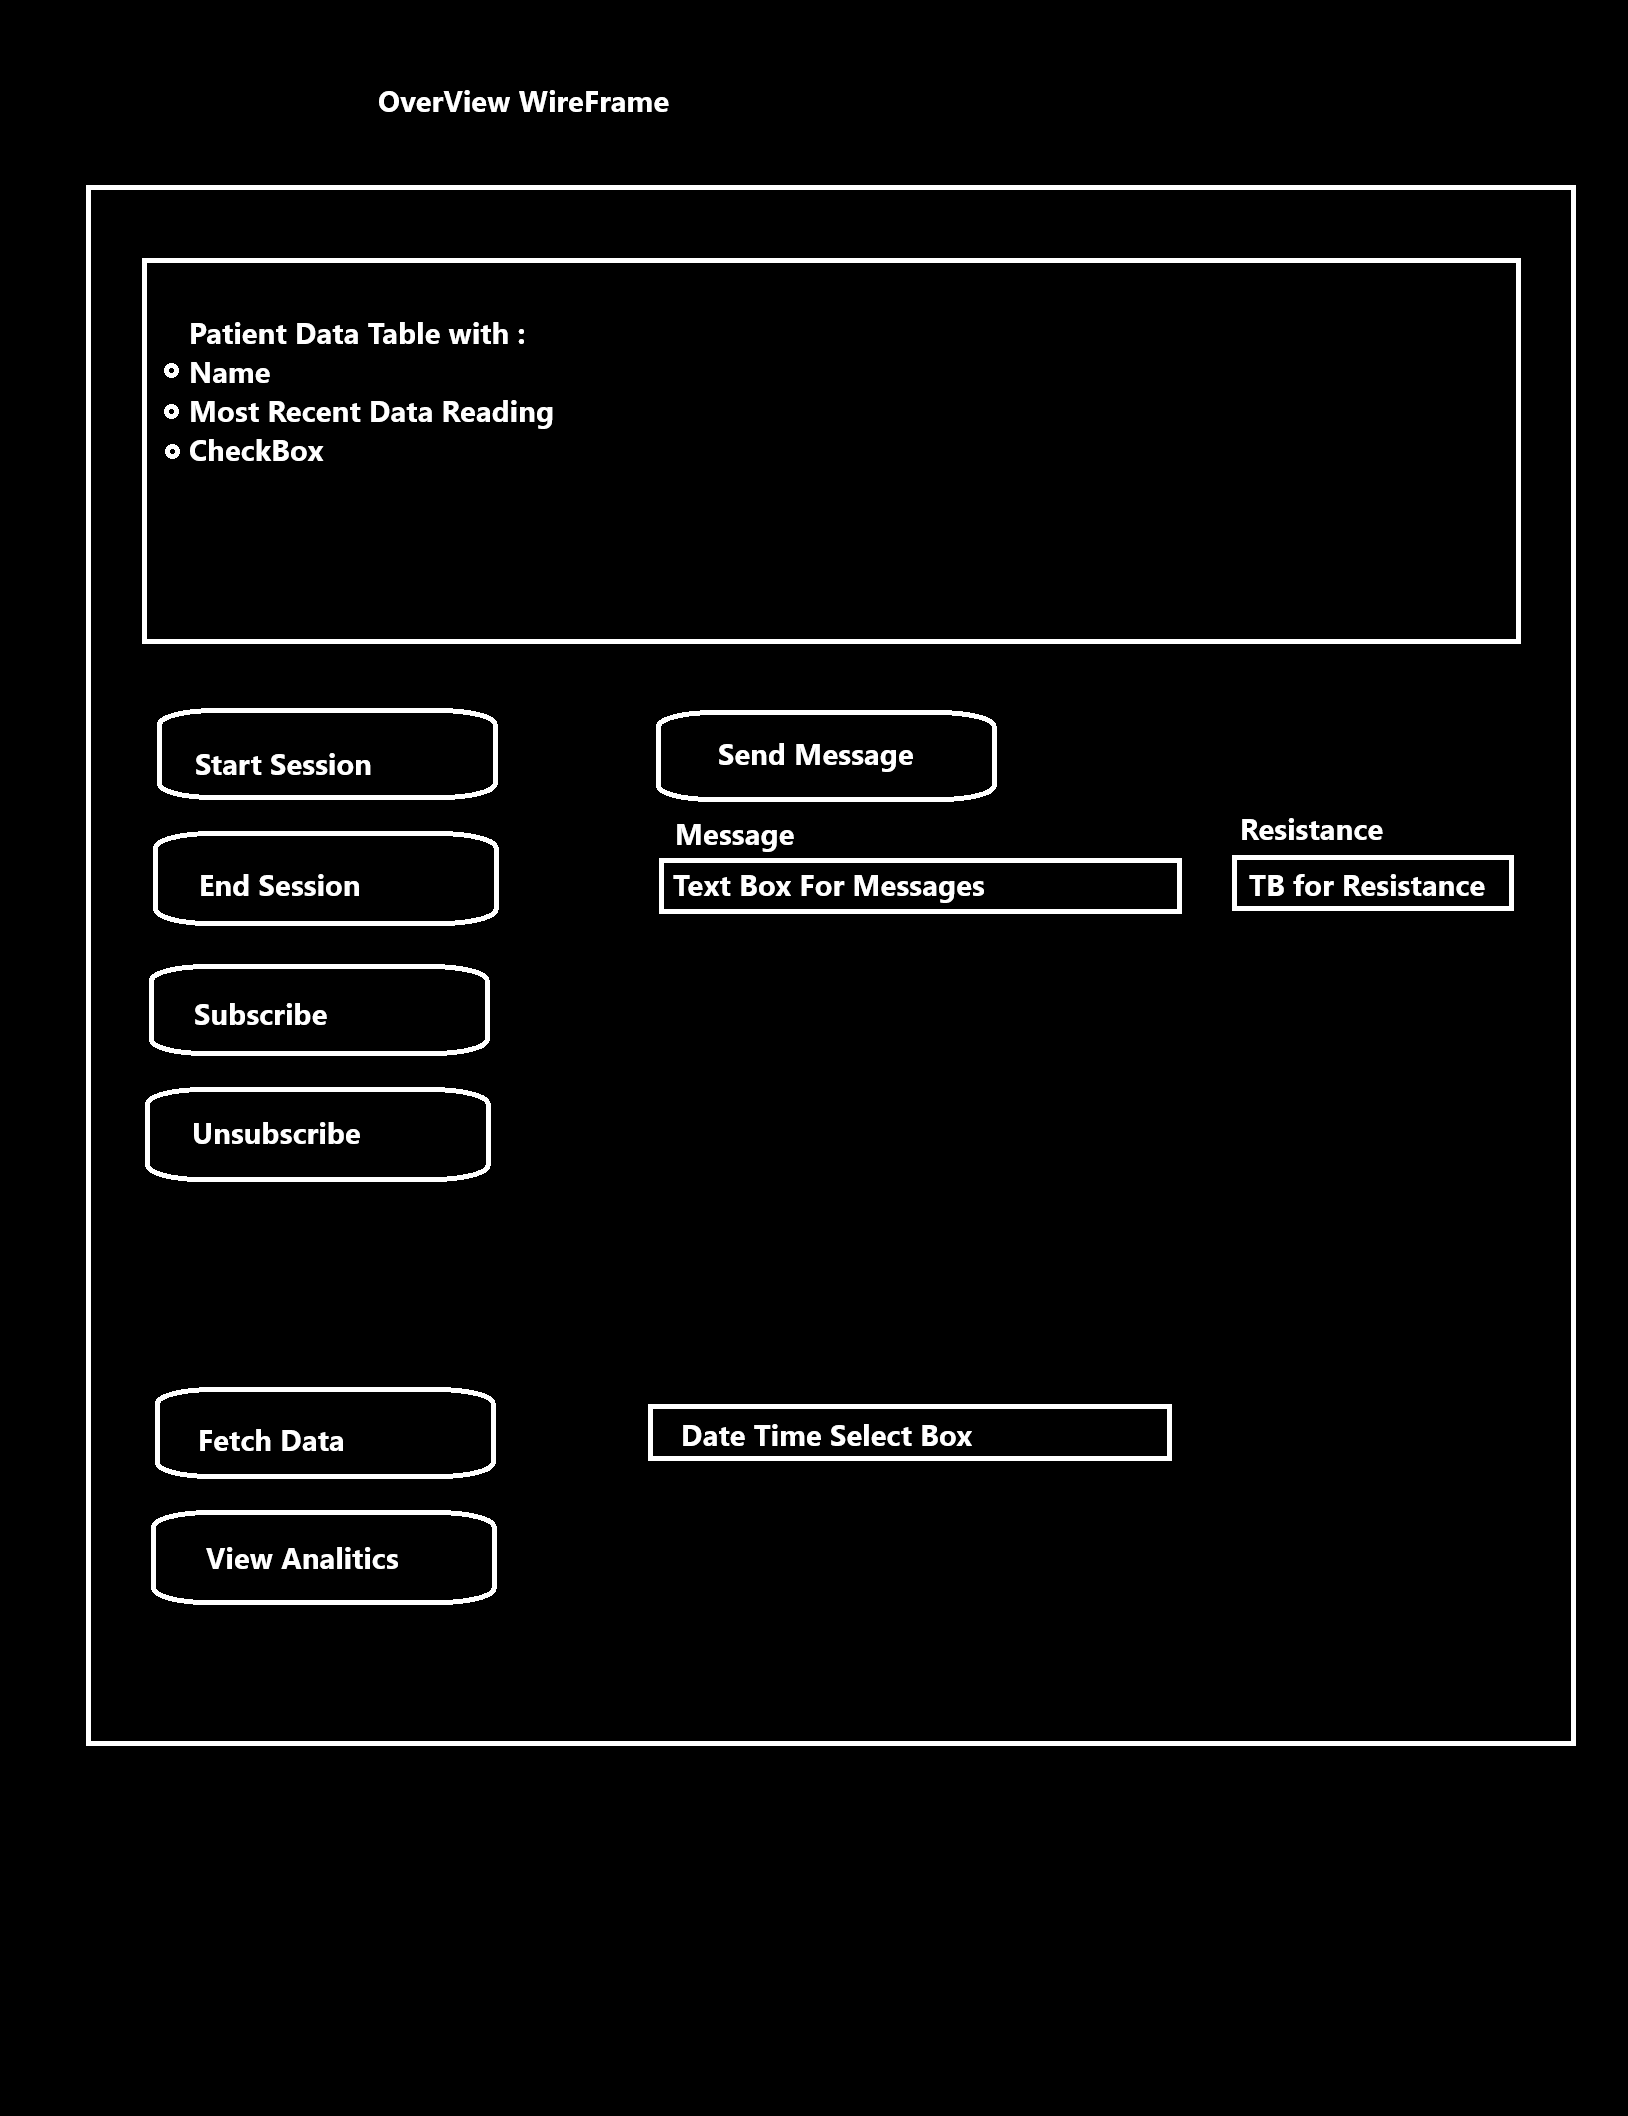 OverView WireFrame
Patient Data Table with :
Name
Most Recent Data Reading
CheckBox
Start Session
Send Message
Message
Resistance
End Session
Text Box For Messages
TB for Resistance
Subscribe
Unsubscribe
Fetch Data
Date Time Select Box
View Analitics